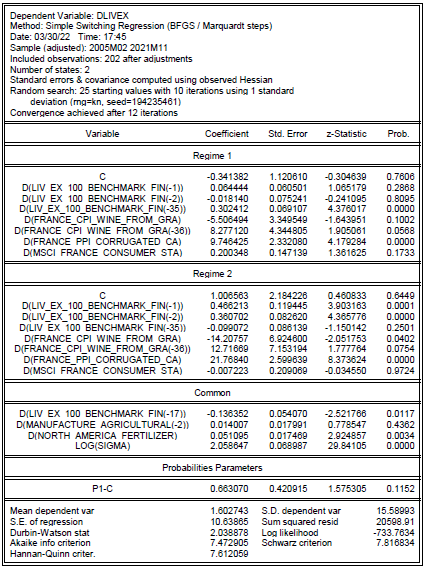 Dependent Variable: DLIVEX
Method: Simple Switching Regression (BFGS / Marquardt steps)
Date: 03/30/22 Time: 17:45
Sample (adjusted): 2005M02 2021M11
Included observations: 202 after adjustments
Number of states: 2
Standard errors & covariance computed using observed Hessian
Random search: 25 starting values with 10 iterations using 1 standard
deviation (rng=kn, seed=194235461)
Convergence achieved after 12 iterations
Variable Coefficient Std. Error z-Statistic Prob.
Regime 1
C -0.341382 1.120610 -0.304639 0.7606
D(LIV_EX_100_BENCHMARK_FIN(-1)) 0.064444 0.060501 1.065179 0.2868
D(LIV_EX_100_BENCHMARK_FIN(-2)) -0.018140 0.075241 -0.241095 0.8095
D(LIV_EX_100_BENCHMARK_FIN(-35)) 0.302412 0.069107 4.376017 0.0000
D(FRANCE_CPI_WINE_FROM_GRA) -5.506494 3.349549 -1.643951 0.1002
D(FRANCE_CPI_WINE_FROM_GRA(-36)) 8.277120 4.344805 1.905061 0.0568
D(FRANCE_PPI_CORRUGATED_CA) 9.746425 2.332080 4.179284 0.0000
D(MSCI_FRANCE_CONSUMER_STA) 0.200348 0.147139 1.361625 0.1733
Regime 2
C 1.006563 2.184226 0.460833 0.6449
D(LIV_EX_100_BENCHMARK_FIN(-1)) 0.466213 0.119445 3.903163 0.0001
D(LIV_EX_100_BENCHMARK_FIN(-2)) 0.360702 0.082620 4.365776 0.0000
D(LIV_EX_100_BENCHMARK_FIN(-35)) -0.099072 0.086139 -1.150142 0.2501
D(FRANCE_CPI_WINE_FROM_GRA) -14.20757 6.924600 -2.051753 0.0402
D(FRANCE_CPI_WINE_FROM_GRA(-36)) 12.71669 7.153194 1.777764 0.0754
D(FRANCE_PPI_CORRUGATED_CA) 21.76840 2.599639 8.373624 0.0000
D(MSCI_FRANCE_CONSUMER_STA) -0.007223 0.209069 -0.034550 0.9724
Common
D(LIV_EX_100_BENCHMARK_FIN(-17)) -0.136352 0.054070 -2.521766 0.0117
D(MANUFACTURE_AGRICULTURAL(-2)) 0.014007 0.017991 0.778547 0.4362
D(NORTH_AMERICA_FERTILIZER) 0.051095 0.017469 2.924857 0.0034
LOG(SIGMA) 2.058647 0.068987 29.84105 0.0000
Probabilities Parameters
P1-C 0.663070 0.420915 1.575305 0.1152
Mean dependent var 1.602743 S.D. dependent var 15.58993
S.E. of regression 10.63865 Sum squared resid 20598.91
Durbin-Watson stat 2.038878 Log likelihood -733.7634
Akaike info criterion 7.472905 Schwarz criterion 7.816834
Hannan-Quinn criter. 7.612059